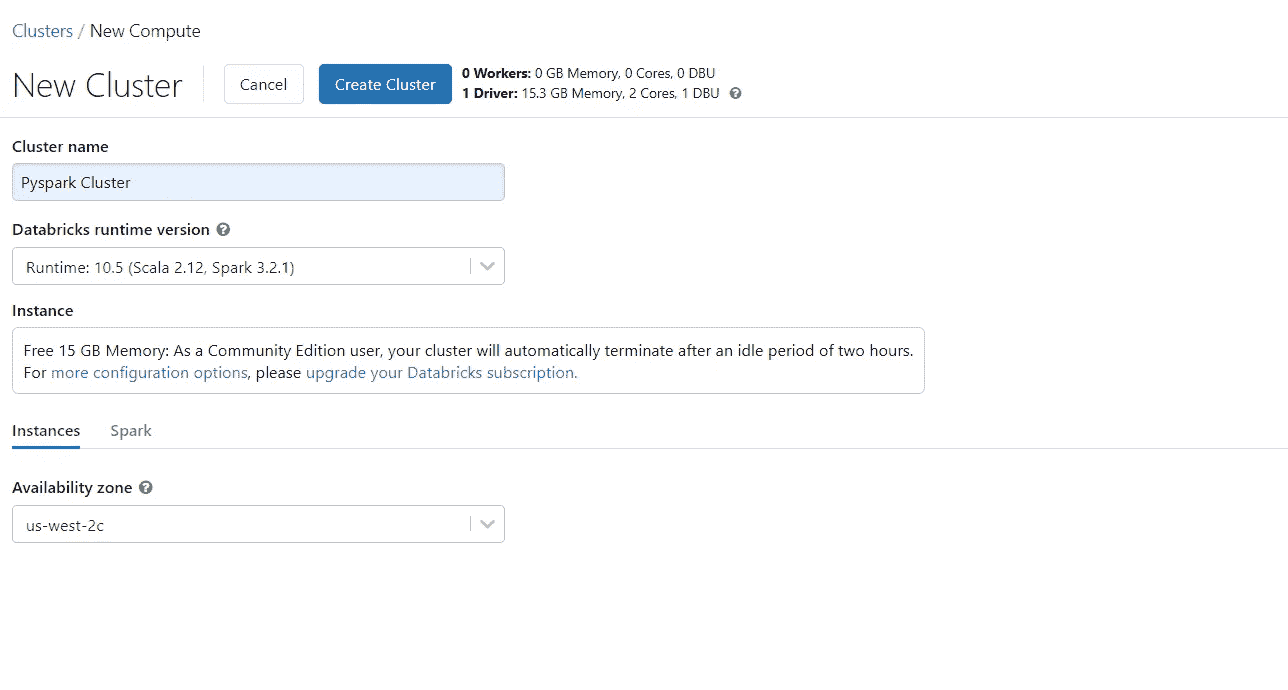 Clusters / New Compute
New Cluster
Cancel
Create Cluster
0 Workers: 0 GB Memory, 0 Cores, 0 DBU
1 Driver: 15.3 GB Memory, 2 Cores, 1 DBU ?
Cluster name
Pyspark Cluster
Databricks runtime version ?
Runtime: 10.5 (Scala 2.12, Spark 3.2.1)
Instance
Free 15 GB Memory: As a Community Edition user, your cluster will automatically terminate after an idle period of two hours.
For more configuration options, please upgrade your Databricks subscription.
Instances Spark
Availability zone ?
us-west-2c